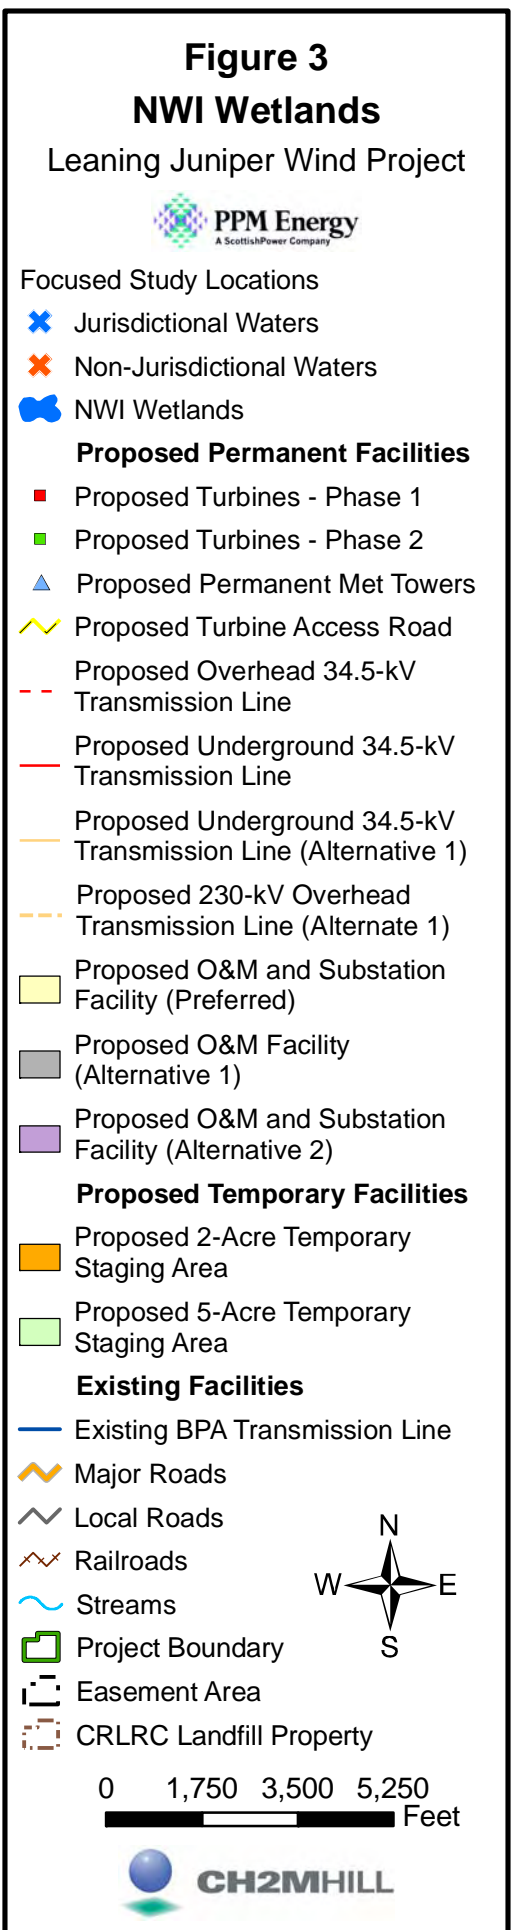 Figure 3
NWI Wetlands
Leaning Juniper Wind Project
PPM Energy
A ScottishPower Company
Focused Study Locations
Jurisdictional Waters
Non-Jurisdictional Waters
NWI Wetlands
Proposed Permanent Facilities
Proposed Turbines - Phase 1
Proposed Turbines - Phase 2
Proposed Permanent Met Towers
Proposed Turbine Access Road
Proposed Overhead 34.5-kV
Transmission Line
Proposed Underground 34.5-kV
Transmission Line
Proposed Underground 34.5-kV
Transmission Line (Alternative 1)
Proposed 230-kV Overhead
Transmission Line (Alternate 1)
Proposed O&M and Substation
Facility (Preferred)
Proposed O&M Facility
(Alternative 1)
Proposed O&M and Substation
Facility (Alternative 2)
Proposed Temporary Facilities
Proposed 2-Acre Temporary
Staging Area
Proposed 5-Acre Temporary
Staging Area
Existing Facilities
Existing BPA Transmission Line
Major Roads
Local Roads
Railroads
Streams
Project Boundary
Easement Area
CRLRC Landfill Property
N
W E
S
0 1,750 3,500 5,250
Feet
CH2MHILL